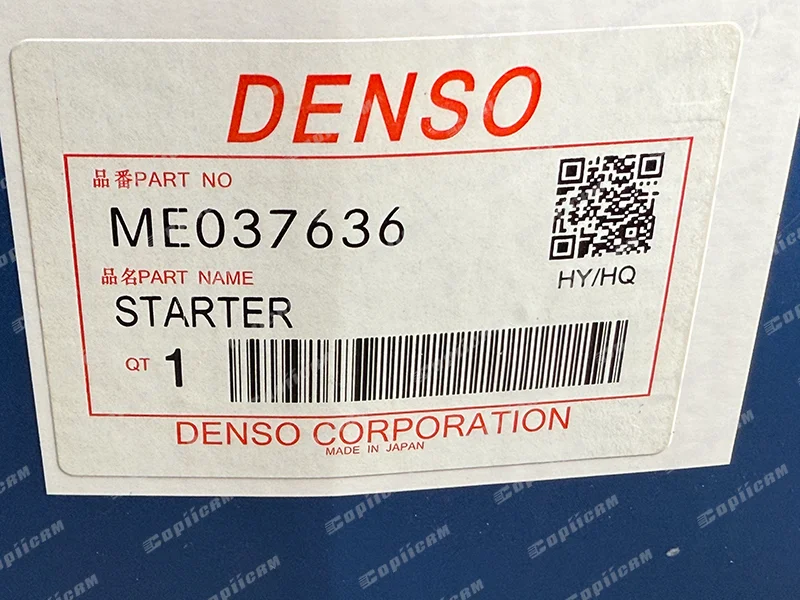 DENSO
品番PART NO
ME037636
HY/HQ
品名PART NAME
STARTER
QT 1
DENSO CORPORATION
MADE IN JAPAN
Copiicam